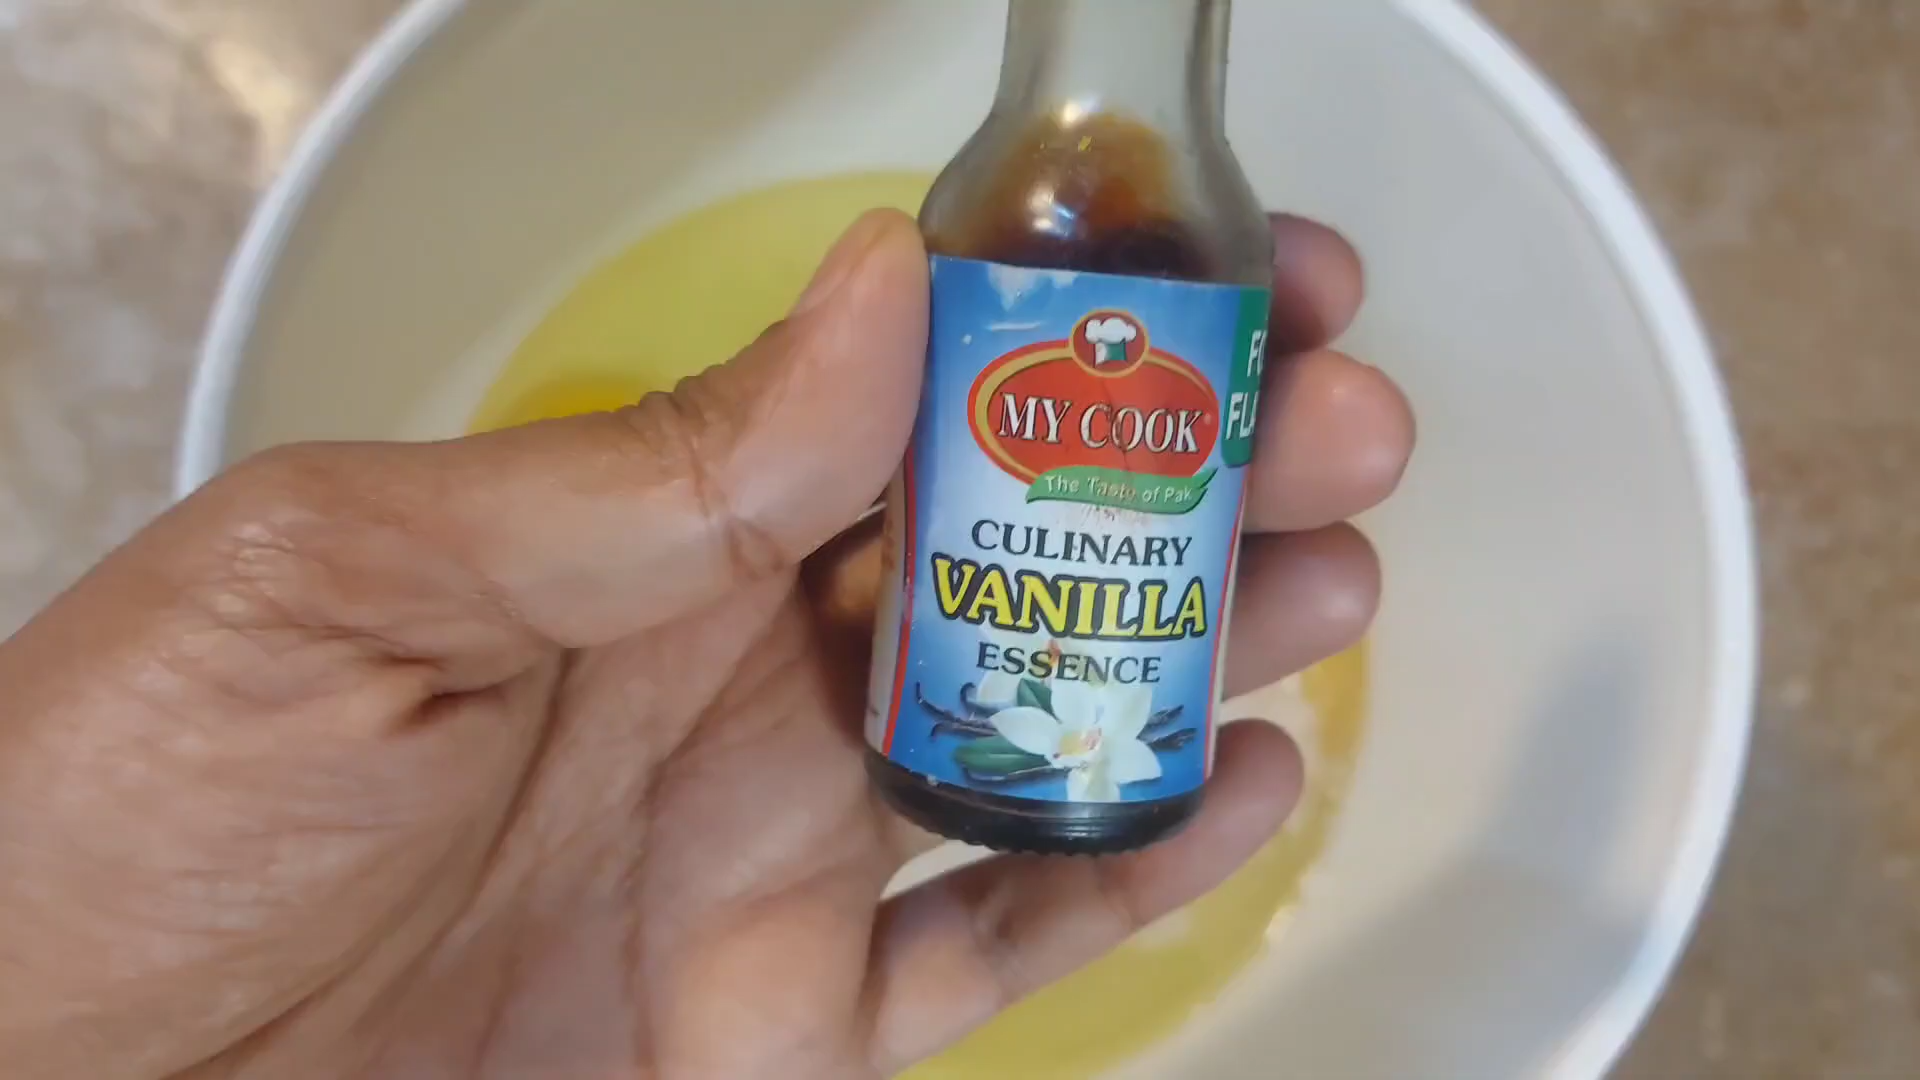 MY COOK
The Taste of Pak
CULINARY
VANILLA
ESSENCE